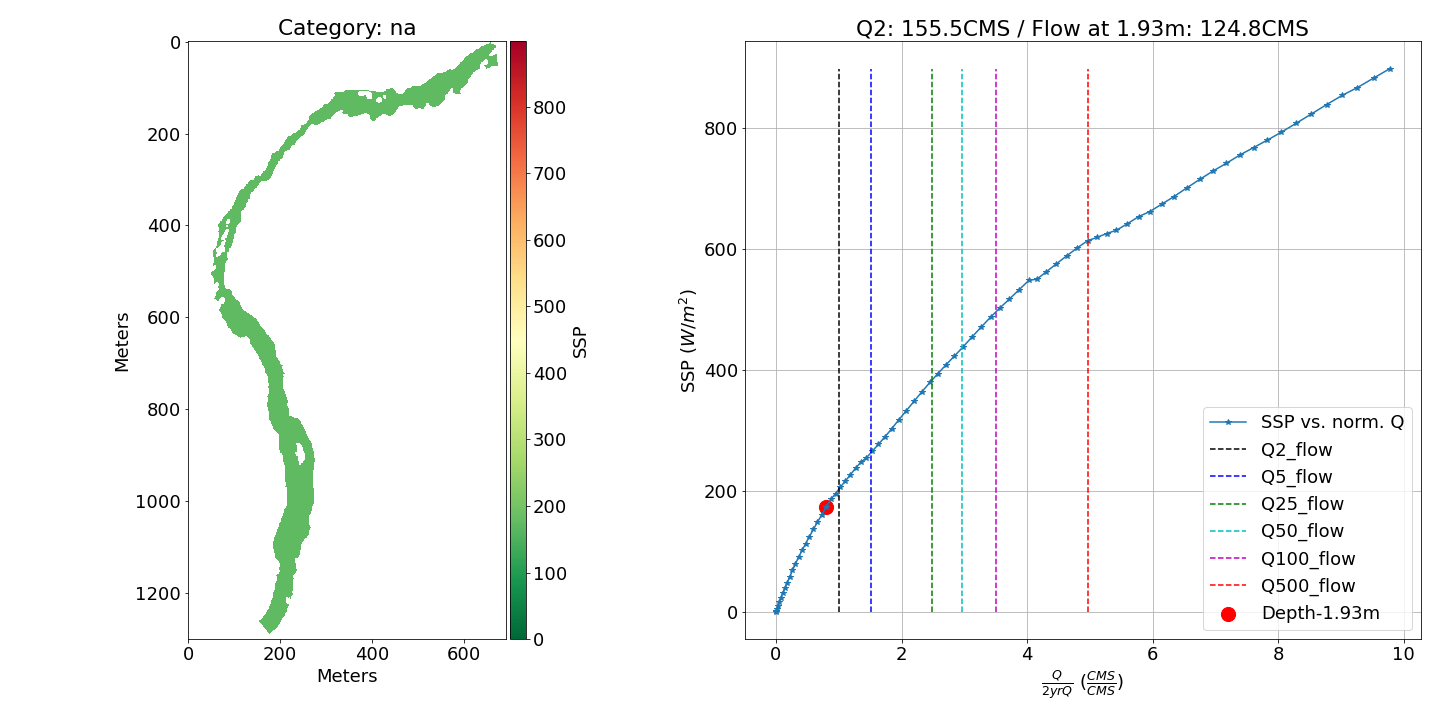 Category: na
0
200
400
600
800
1000
1200
Meters
0
200
400
600
Meters
800
700
600
500
400
300
200
100
0
SSP
Q2: 155.5CMS / Flow at 1.93m: 124.8CMS
800
600
400
200
0
SSP (W/m²)
0
2
4
6
8
10
Q/2yrQ (CMS/CMS)
SSP vs. norm. Q
Q2_flow
Q5_flow
Q25_flow
Q50_flow
Q100_flow
Q500_flow
Depth-1.93m